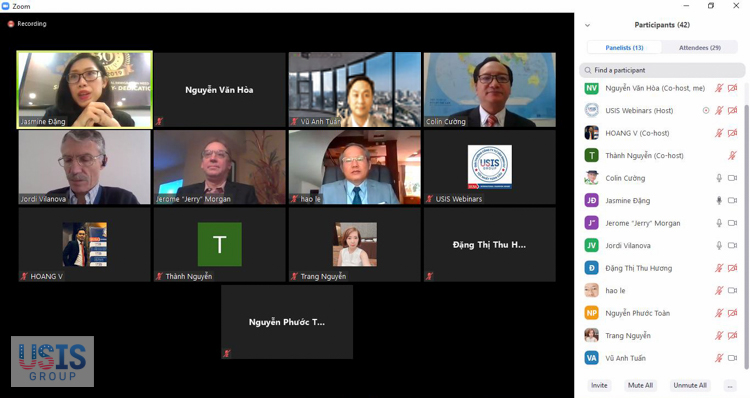 Zoom
Recording
Participants (42)
Panelists (13)
Attendees (29)
Find a participant
Nguyễn Văn Hòa (Co-host, me)
USIS Webinars (Host)
HOANG V (Co-host)
Thành Nguyễn (Co-host)
Colin Cường
Jasmine Đặng
Jerome "Jerry" Morgan
Jordi Vilanova
Đặng Thị Thu Hương
hao le
Nguyễn Phước Toàn
Trang Nguyễn
Vũ Anh Tuấn
NV
T
JĐ
J"
JV
Đ
NP
VA
Invite
Mute All
Unmute All
...
Jasmine Đặng
Nguyễn Văn Hòa
Vũ Anh Tuấn
Colin Cường
Jordi Vilanova
Jerome "Jerry" Morgan
hao le
USIS
GROUP
USIS Webinars
HOANG V
T
Thành Nguyễn
Trang Nguyễn
Đặng Thị Thu H...
Nguyễn Phước T...
USIS
GROUP